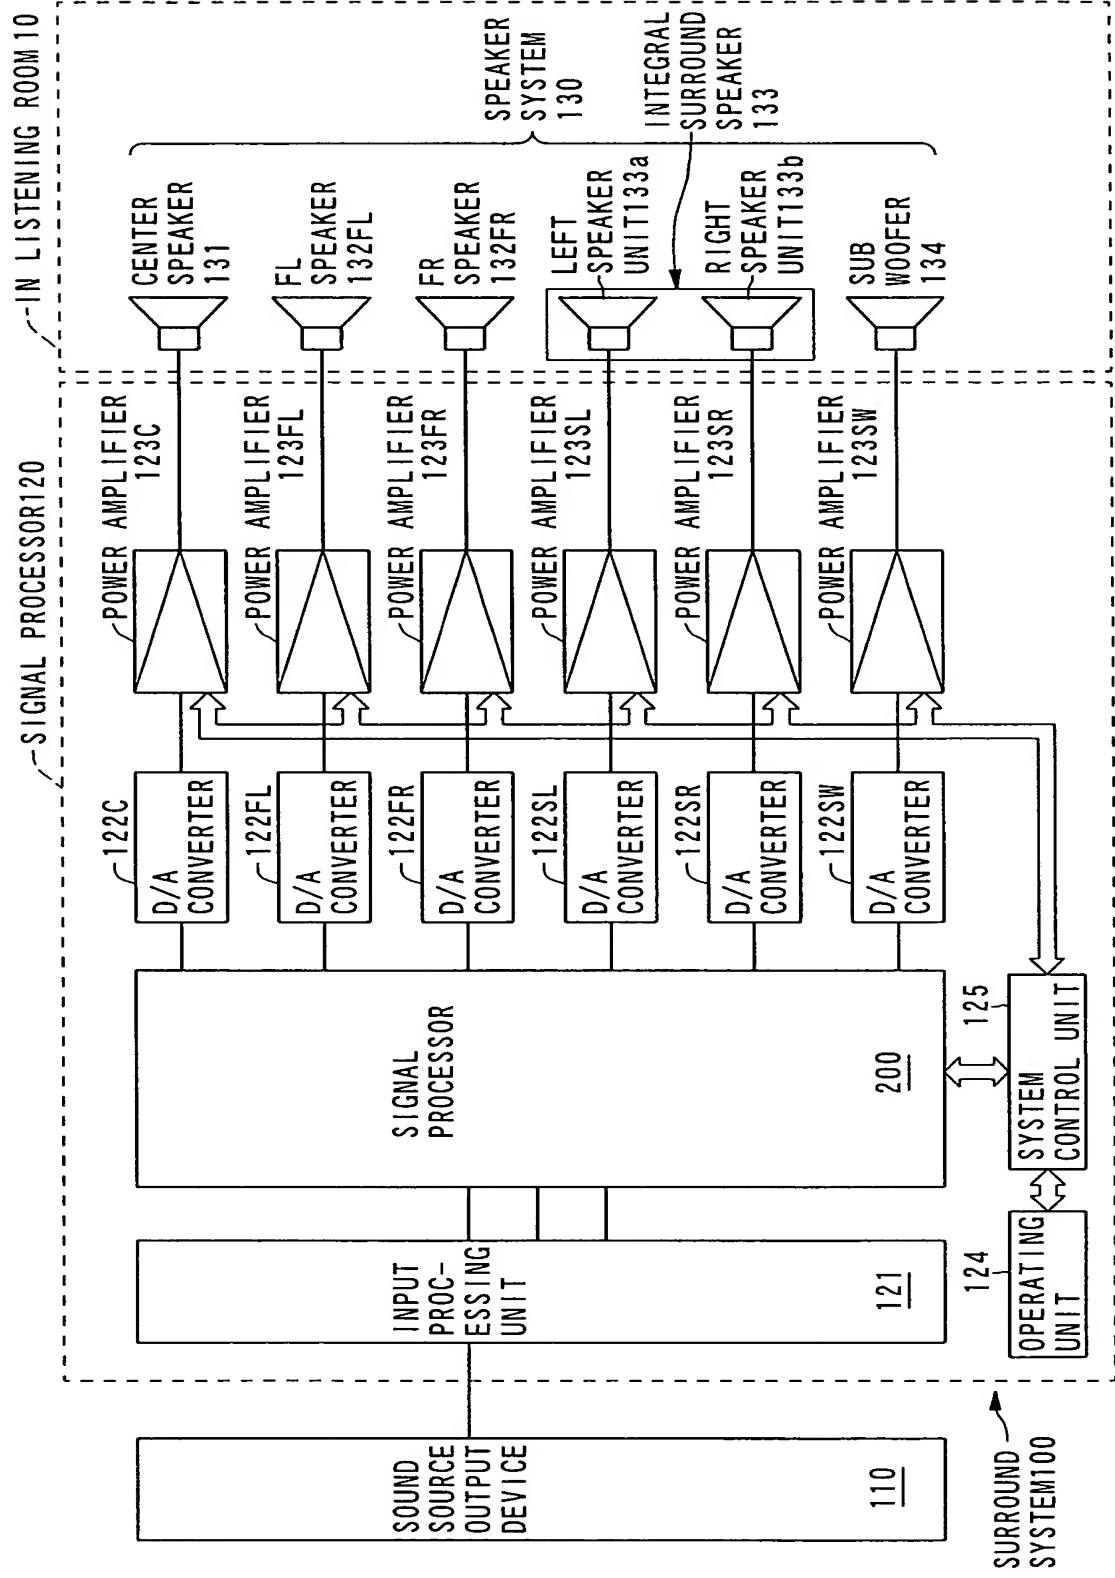 SIGNAL PROCESSOR120
IN LISTENING ROOM10
SOUND
SOURCE
OUTPUT
DEVICE
110
INPUT
PROC-
ESSING
UNIT
121
SIGNAL
PROCESSOR
200
122C
D/A
CONVERTER
122FL
D/A
CONVERTER
122FR
D/A
CONVERTER
122SL
D/A
CONVERTER
122SR
D/A
CONVERTER
122SW
D/A
CONVERTER
POWER AMPLIFIER
123C
POWER AMPLIFIER
123FL
POWER AMPLIFIER
123FR
POWER AMPLIFIER
123SL
POWER AMPLIFIER
123SR
POWER AMPLIFIER
123SW
CENTER
SPEAKER
131
FL
SPEAKER
132FL
FR
SPEAKER
132FR
LEFT
SPEAKER
UNIT133a
RIGHT
SPEAKER
UNIT133b
SUB
WOOFER
134
SPEAKER
SYSTEM
130
INTEGRAL
SURROUND
SPEAKER
133
124
OPERATING
UNIT
125
SYSTEM
CONTROL UNIT
SURROUND
SYSTEM100